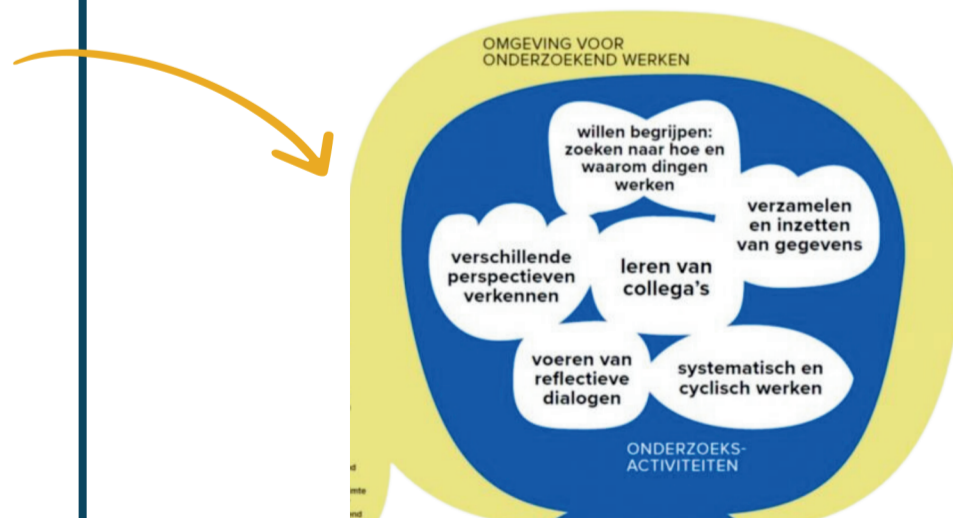 OMGEVING VOOR
ONDERZOEKEND WERKEN
willen begrijpen:
zoeken naar hoe en
waarom dingen
werken
verzamelen
en inzetten
van gegevens
verschillende
perspectieven
verkennen
leren van
collega's
voeren van
reflectieve
dialogen
systematisch en
cyclisch werken
ONDERZOEKS-
ACTIVITEITEN